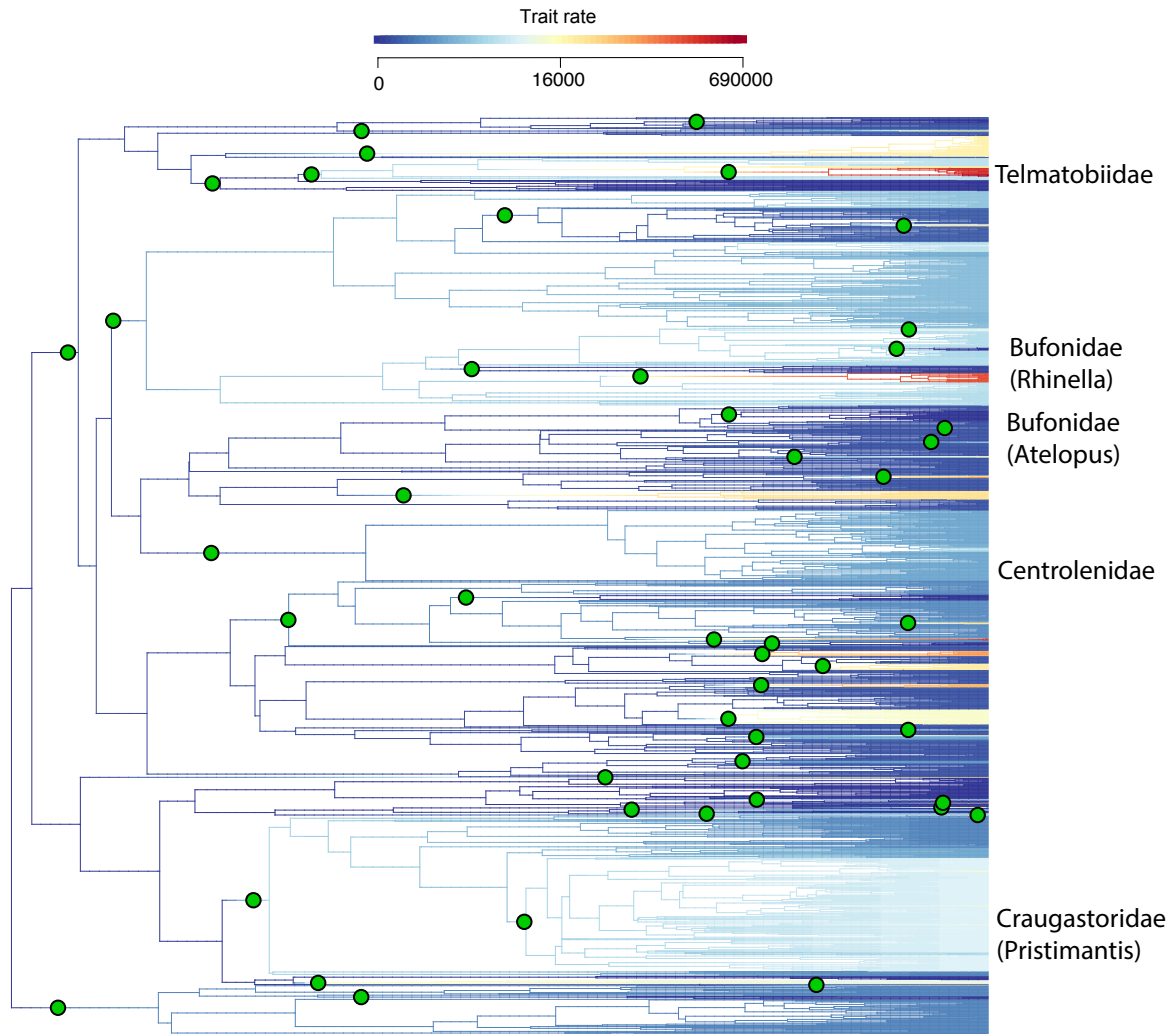 Trait rate
0 16000 690000
Telmatobiidae
Bufonidae
(Rhinella)
Bufonidae
(Atelopus)
Centrolenidae
Craugastoridae
(Pristimantis)